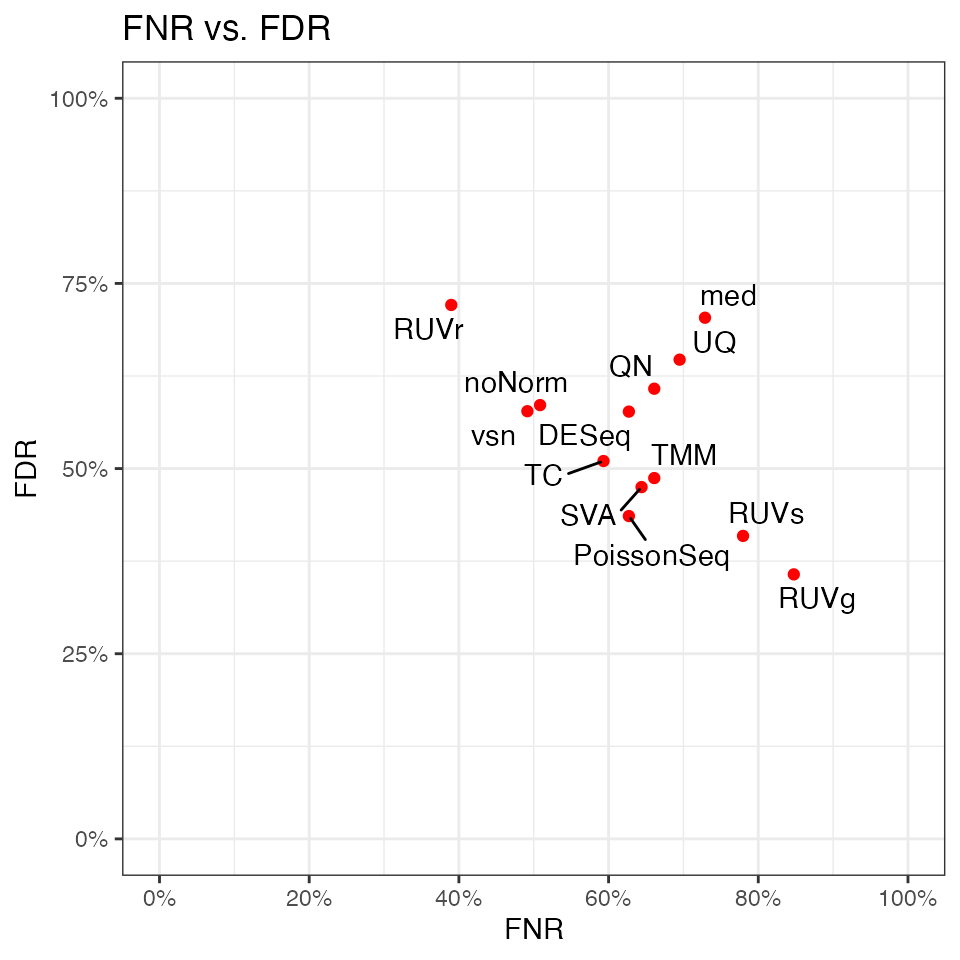 FNR vs. FDR
100%
75%
50%
25%
0%
FDR
med
RUVr
UQ
QN
noNorm
vsn
DESeq
TMM
TC
SVA
RUVs
PoissonSeq
RUVg
0%
20%
40%
60%
80%
100%
FNR